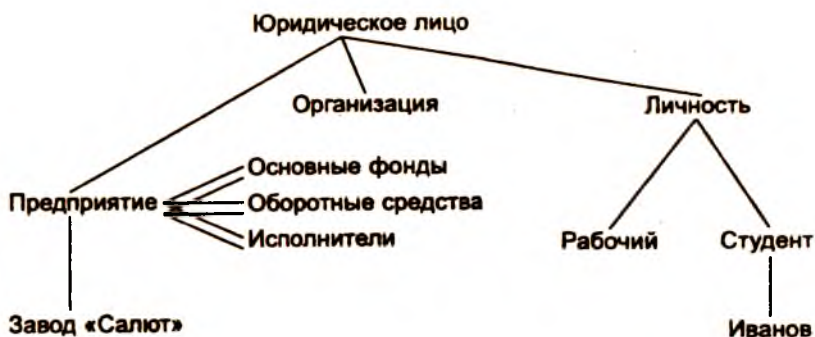 Юридическое лицо
Организация
Личность
Основные фонды
Предприятие
Оборотные средства
Исполнители
Рабочий
Студент
Завод «Салют»
Иванов